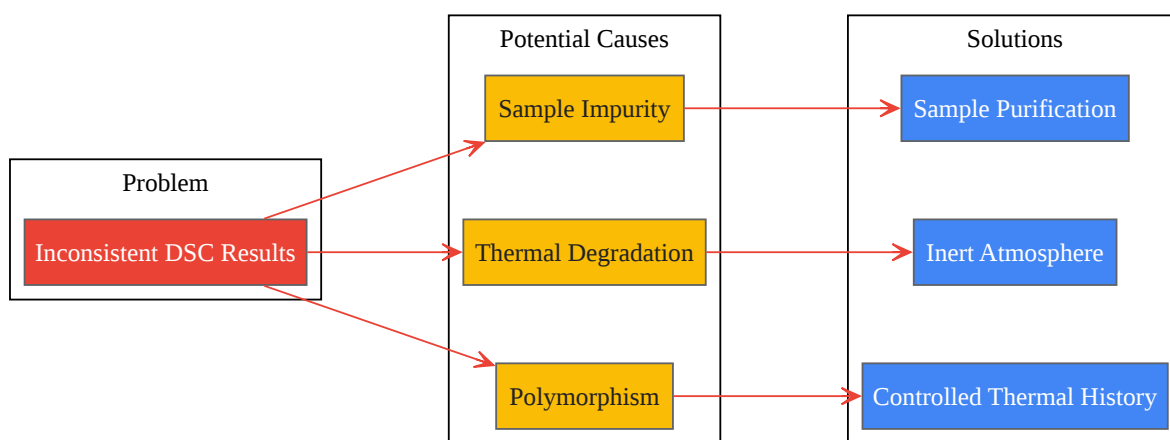 Problem
Inconsistent DSC Results
Potential Causes
Sample Impurity
Thermal Degradation
Polymorphism
Solutions
Sample Purification
Inert Atmosphere
Controlled Thermal History